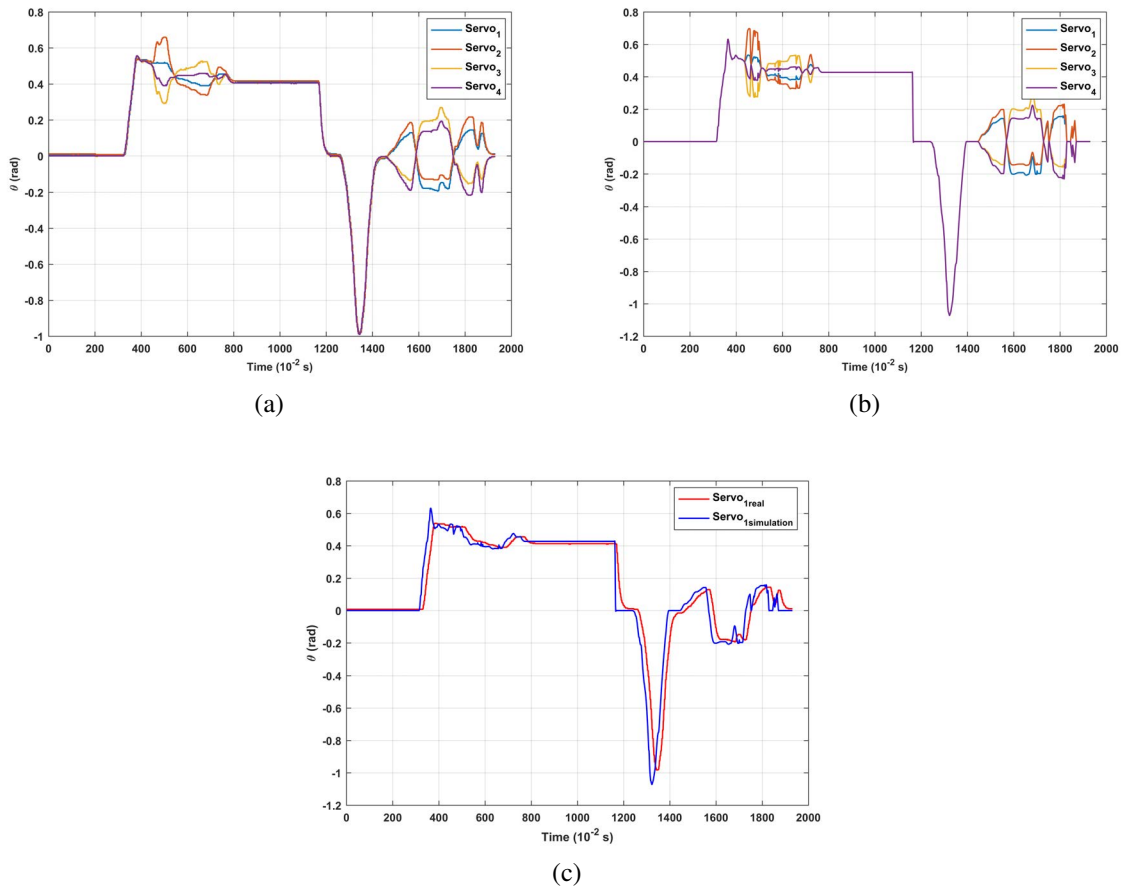 0.8
0.6
0.4
0.2
0
-0.2
-0.4
-0.6
-0.8
-1
θ (rad)
0 200 400 600 800 1000 1200 1400 1600 1800 2000
Time (10⁻² s)
Servo₁
Servo₂
Servo₃
Servo₄
(a)
0.8
0.6
0.4
0.2
0
-0.2
-0.4
-0.6
-0.8
-1
-1.2
θ (rad)
0 200 400 600 800 1000 1200 1400 1600 1800 2000
Time (10⁻² s)
Servo₁
Servo₂
Servo₃
Servo₄
(b)
0.8
0.6
0.4
0.2
0
-0.2
-0.4
-0.6
-0.8
-1
-1.2
θ (rad)
0 200 400 600 800 1000 1200 1400 1600 1800 2000
Time (10⁻² s)
Servo1real
Servo1simulation
(c)